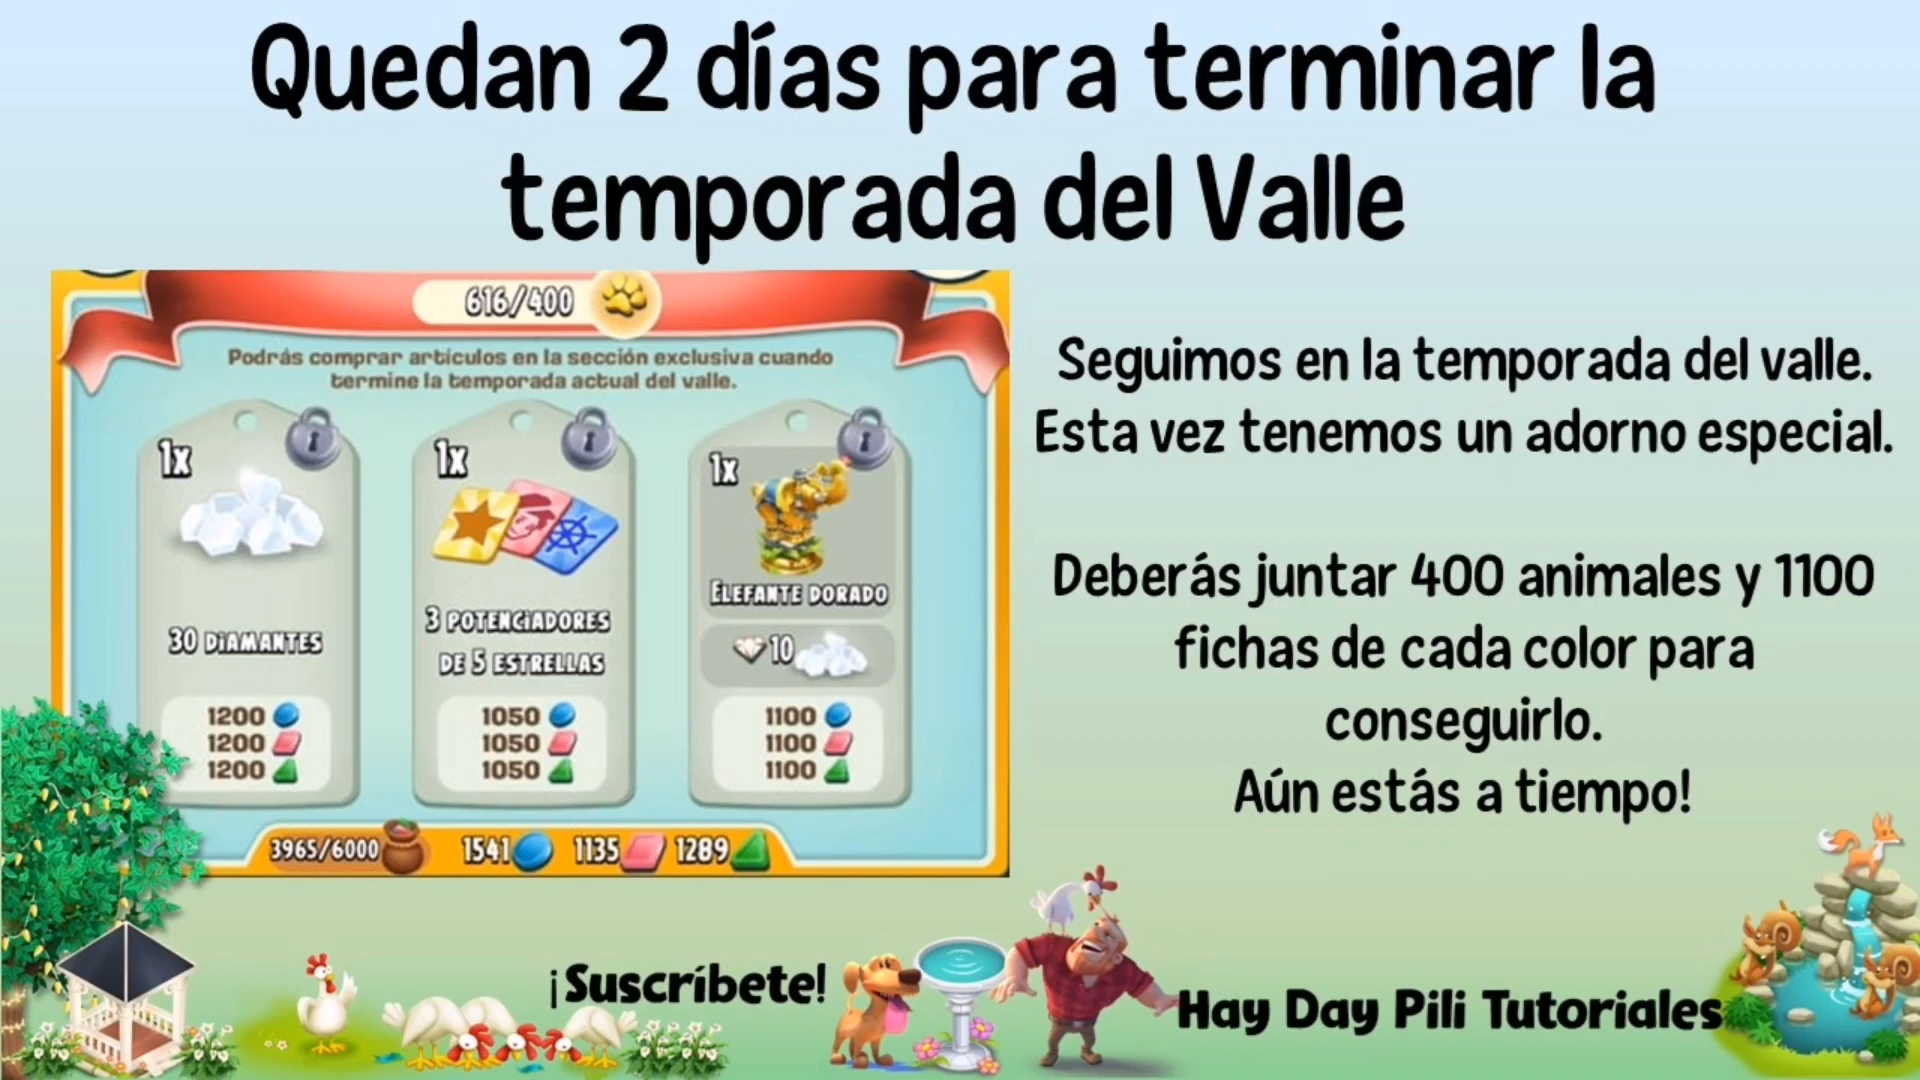 Quedan 2 días para terminar la
temporada del Valle
616/400
Podrás comprar artículos en la sección exclusiva cuando
termine la temporada actual del valle.
1x
30 DIAMANTES
1200
1200
1200
1x
3 POTENCIADORES
DE 5 ESTRELLAS
1050
1050
1050
1x
ELEFANTE DORADO
10
1100
1100
1100
3965/6000 1541 1135 1289
Seguimos en la temporada del valle.
Esta vez tenemos un adorno especial.
Deberás juntar 400 animales y 1100
fichas de cada color para
conseguirlo.
Aún estás a tiempo!
¡Suscríbete!
Hay Day Pili Tutoriales